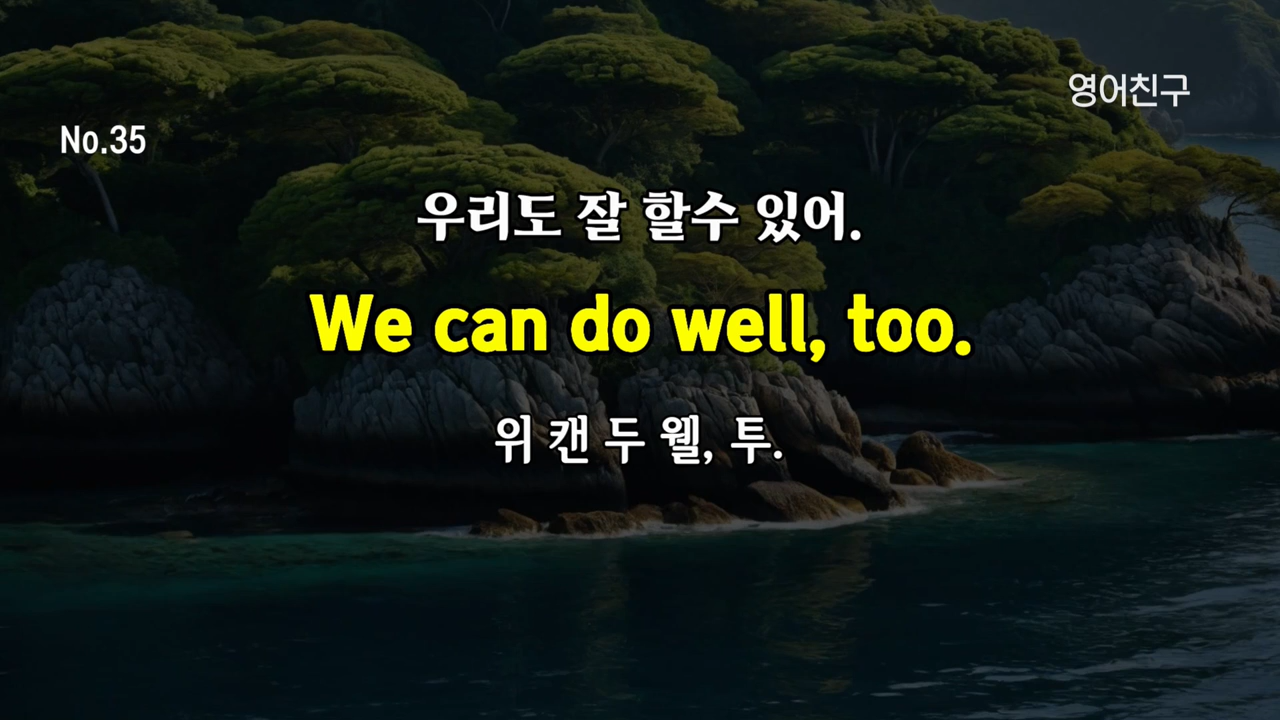 영어친구
No.35
우리도 잘 할수 있어.
We can do well, too.
위 캔 두 웰, 투.